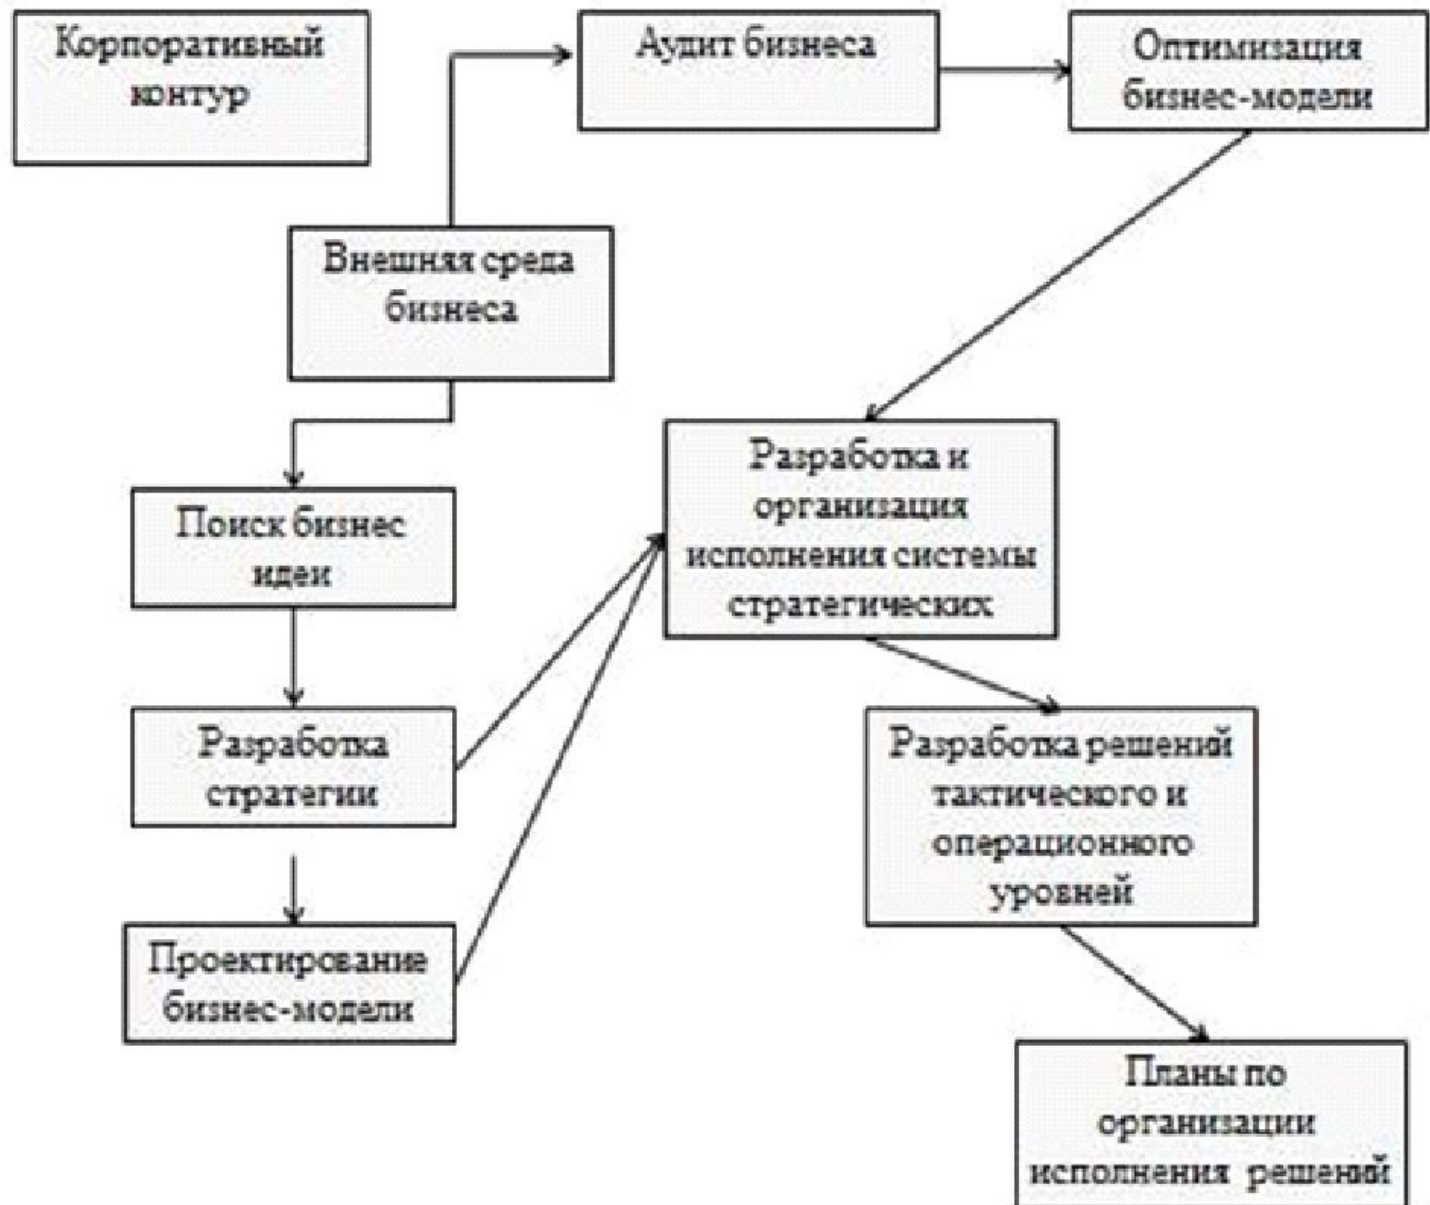 Корпоративный
контур
Аудит бизнеса
Оптимизация
бизнес-модели
Внешняя среда
бизнеса
Поиск бизнес
идеи
Разработка и
организация
исполнения системы
стратегических
Разработка
стратегии
Разработка решений
тактического и
операционного
уровней
Проектирование
бизнес-модели
Планы по
организации
исполнения решений